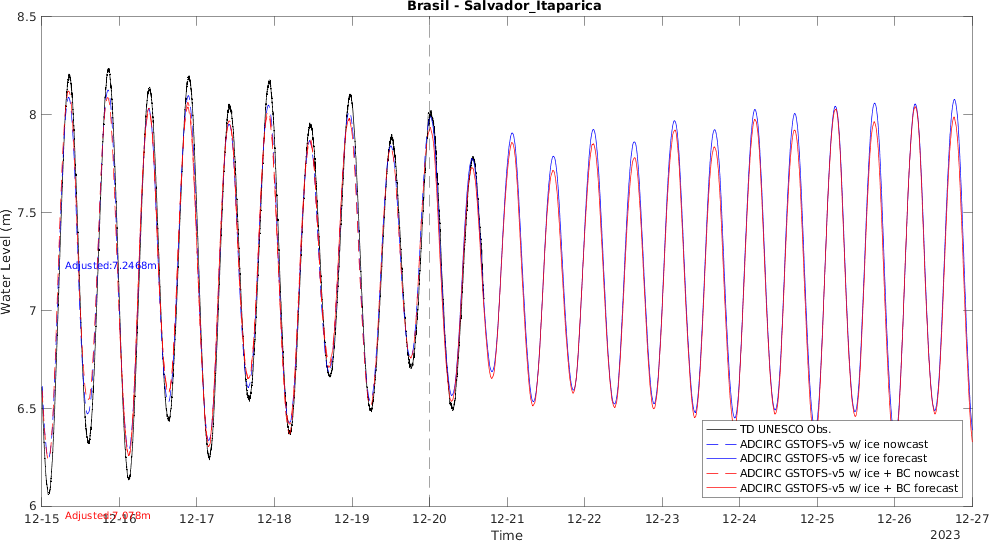 Brasil - Salvador_Itaparica
8.5
8
7.5
7
6.5
6
Water Level (m)
Adjusted:7.2468m
Adjusted:7.078m
TD UNESCO Obs.
ADCIRC GSTOFS-v5 w/ ice nowcast
ADCIRC GSTOFS-v5 w/ ice forecast
ADCIRC GSTOFS-v5 w/ ice + BC nowcast
ADCIRC GSTOFS-v5 w/ ice + BC forecast
12-15 12-16 12-17 12-18 12-19 12-20 12-21 12-22 12-23 12-24 12-25 12-26 12-27
Time
2023